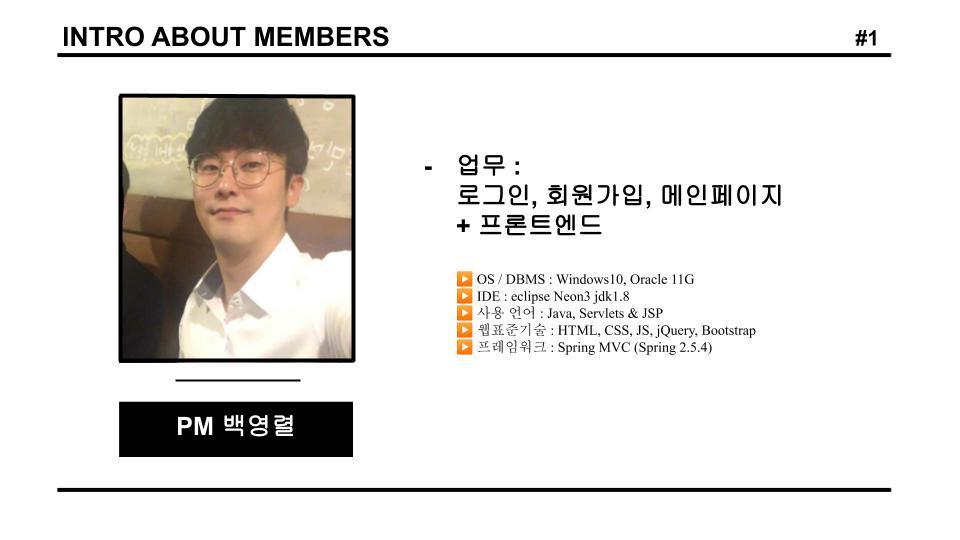 INTRO ABOUT MEMBERS
#1
- 업무 :
로그인, 회원가입, 메인페이지
+ 프론트엔드
▶ OS / DBMS : Windows10, Oracle 11G
▶ IDE : eclipse Neon3 jdk1.8
▶ 사용 언어 : Java, Servlets & JSP
▶ 웹표준기술 : HTML, CSS, JS, jQuery, Bootstrap
▶ 프레임워크 : Spring MVC (Spring 2.5.4)
PM 백영렬